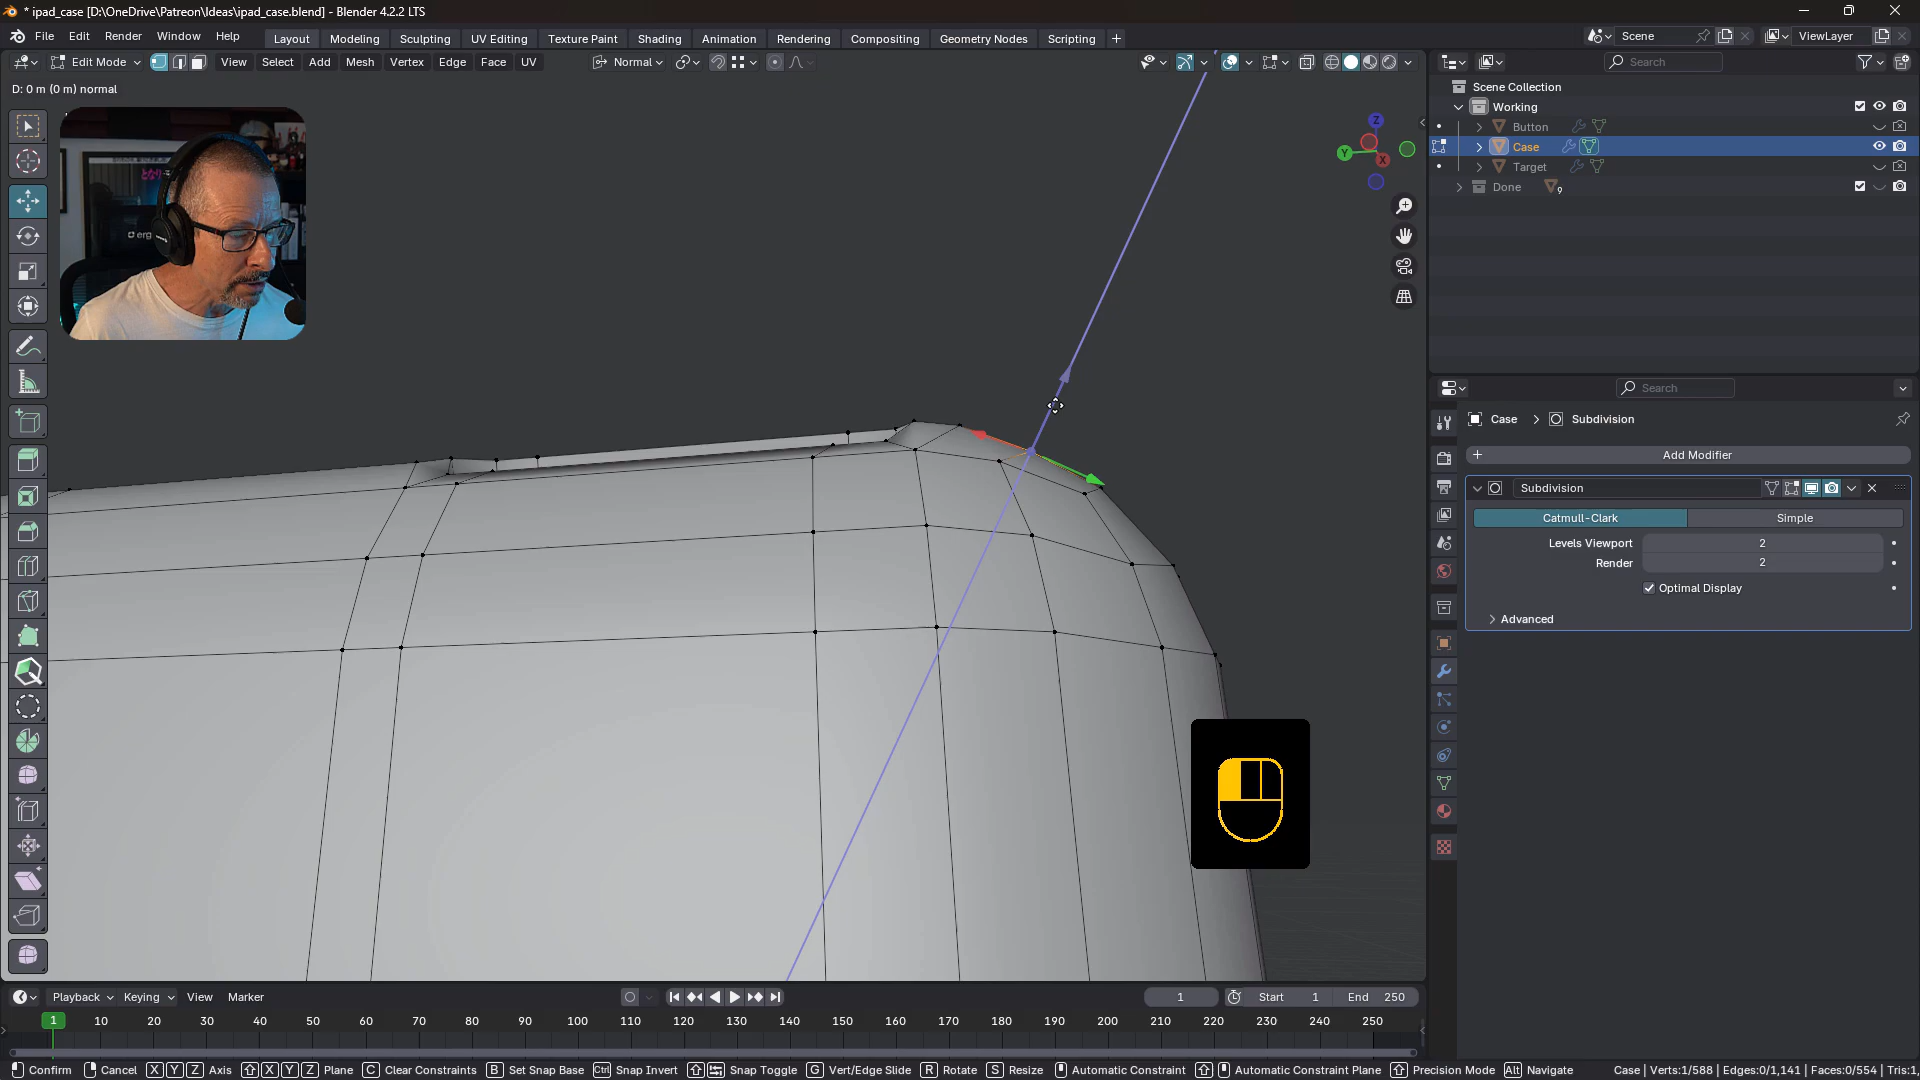 * ipad_case [D:\OneDrive\Patreon\Ideas\ipad_case.blend] - Blender 4.2.2 LTS
File Edit Render Window Help Layout Modeling Sculpting UV Editing Texture Paint Shading Animation Rendering Compositing Geometry Nodes Scripting + Scene ViewLayer
Edit Mode View Select Add Mesh Vertex Edge Face UV Normal Search
D: 0 m (0 m) normal
Scene Collection
Working
Button
Case
Target
Done 9
Z
Y X
erg
Search
Case > Subdivision
+ Add Modifier
Subdivision
Catmull-Clark Simple
Levels Viewport 2
Render 2
Optimal Display
Advanced
Playback Keying View Marker 1 Start 1 End 250
1 10 20 30 40 50 60 70 80 90 100 110 120 130 140 150 160 170 180 190 200 210 220 230 240 250
Confirm Cancel X Y Z Axis X Y Z Plane C Clear Constraints B Set Snap Base Ctrl Snap Invert Snap Toggle G Vert/Edge Slide R Rotate S Resize Automatic Constraint Automatic Constraint Plane Precision Mode Alt Navigate Case | Verts:1/588 | Edges:0/1,141 | Faces:0/554 | Tris:1,